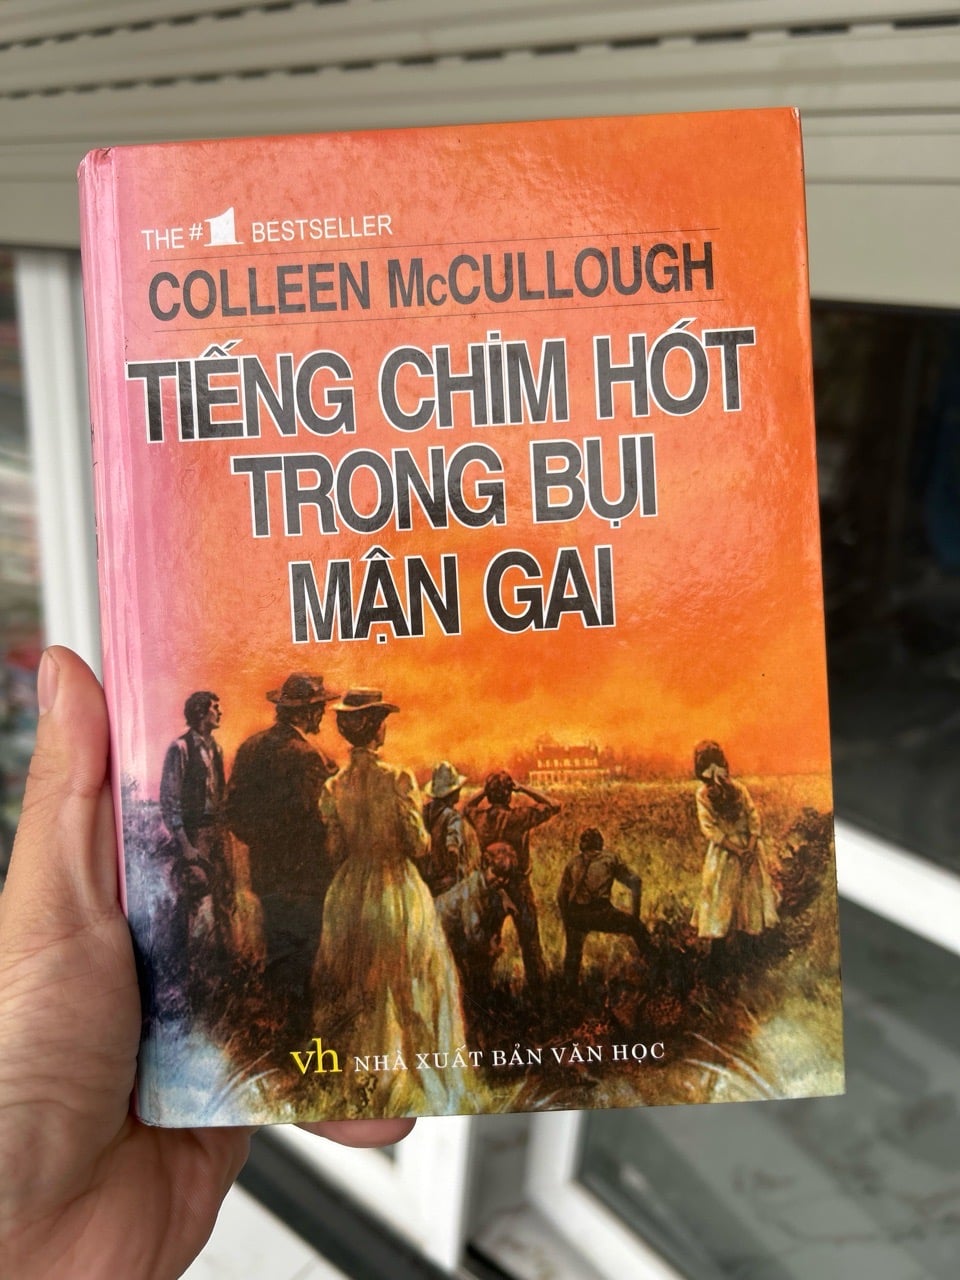 THE #1 BESTSELLER
COLLEEN McCULLOUGH
TIẾNG CHIM HÓT
TRONG BỤI
MẬN GAI
vh NHÀ XUẤT BẢN VĂN HỌC